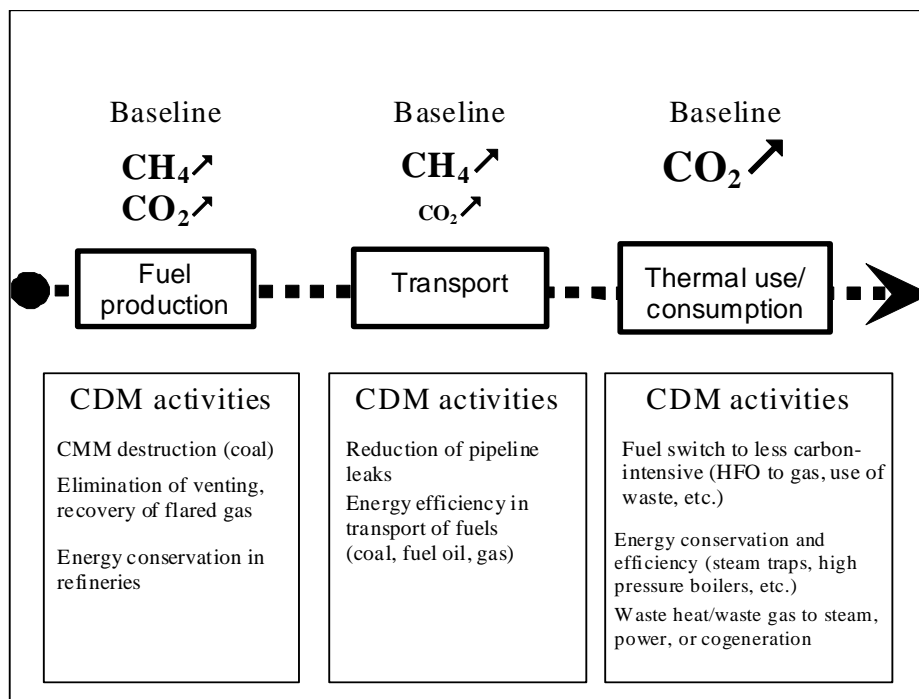 Baseline
CH₄↗
CO₂↗
Baseline
CH₄↗
CO₂↗
Baseline
CO₂↗
Fuel
production
Transport
Thermal use/
consumption
CDM activities
CMM destruction (coal)
Elimination of venting,
recovery of flared gas
Energy conservation in
refineries
CDM activities
Reduction of pipeline
leaks
Energy efficiency in
transport of fuels
(coal, fuel oil, gas)
CDM activities
Fuel switch to less carbon-
intensive (HFO to gas, use of
waste, etc.)
Energy conservation and
efficiency (steam traps, high
pressure boilers, etc.)
Waste heat/waste gas to steam,
power, or cogeneration